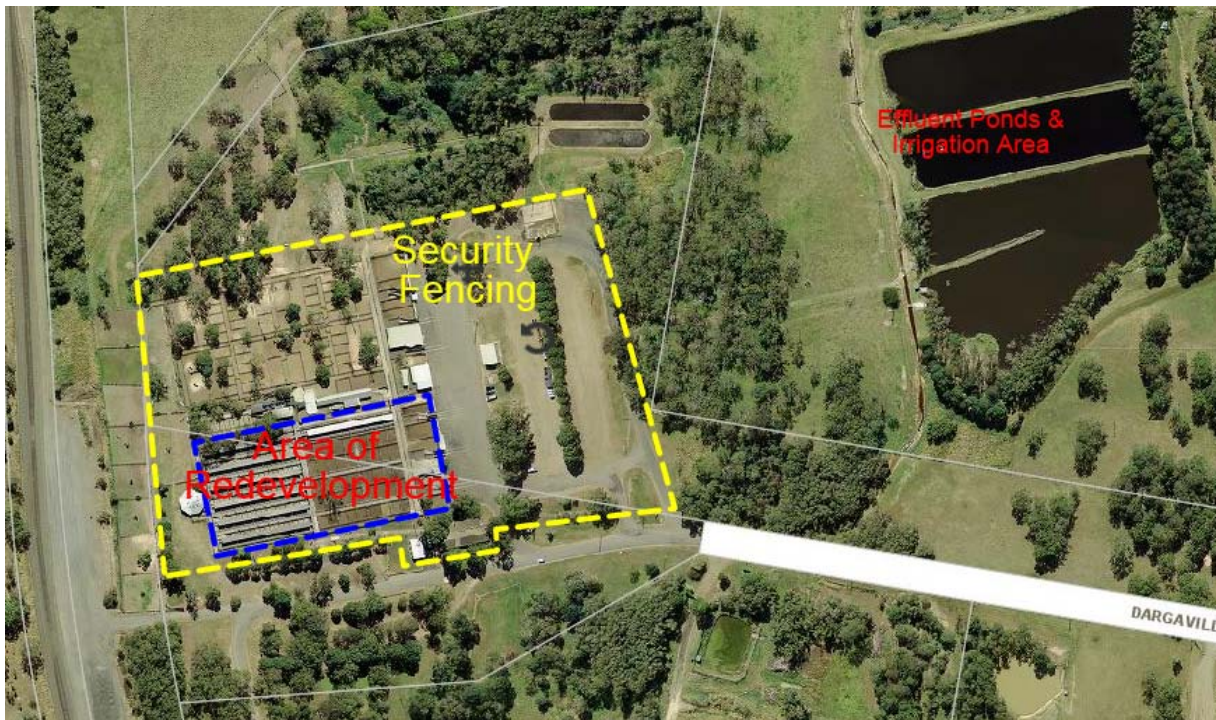 Effluent Ponds &
Irrigation Area
Security
Fencing
Area of
Redevelopment
DARGAVILL